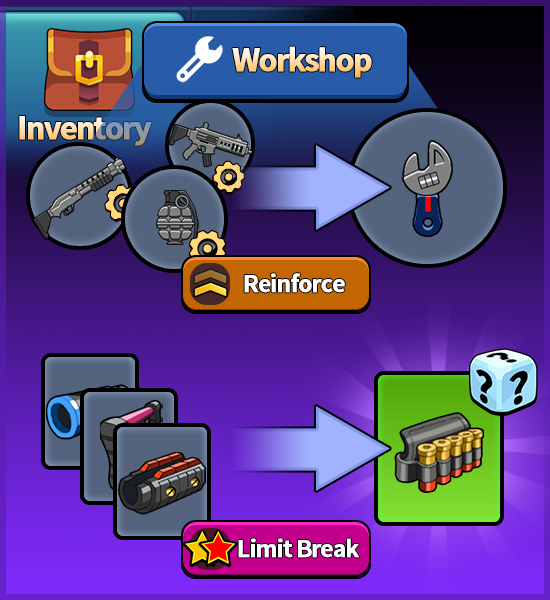 Workshop
Inventory
Reinforce
? ? ?
Limit Break